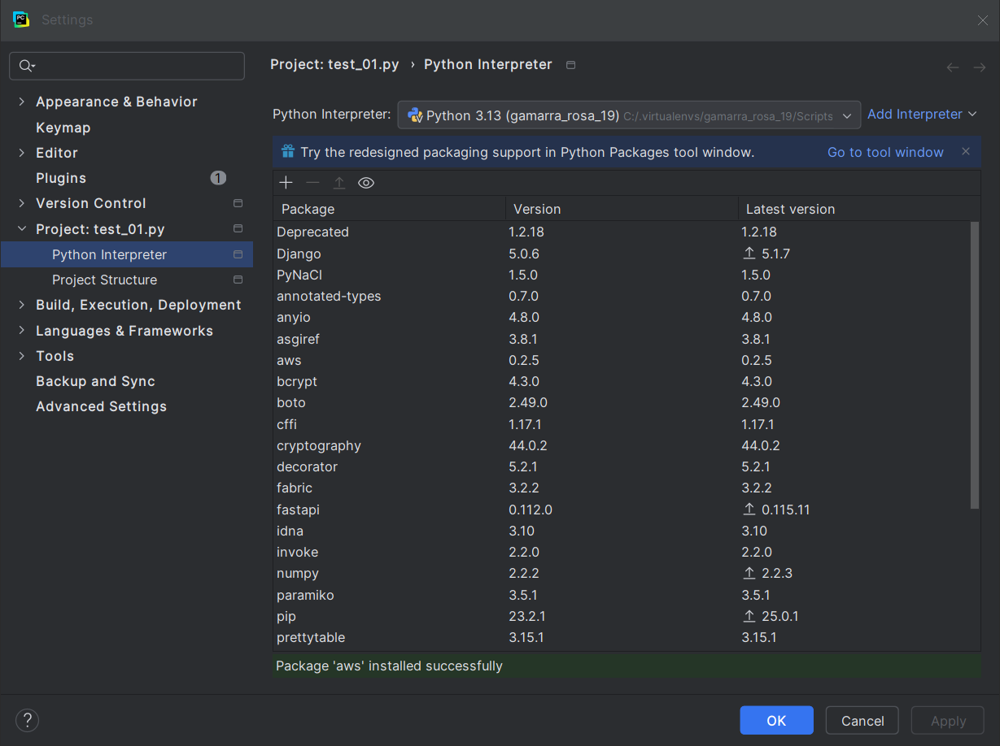 PC
Settings
Project: test_01.py › Python Interpreter
Appearance & Behavior
Keymap
Editor
Plugins 1
Version Control
Project: test_01.py
Python Interpreter
Project Structure
Build, Execution, Deployment
Languages & Frameworks
Tools
Backup and Sync
Advanced Settings
Python Interpreter: Python 3.13 (gamarra_rosa_19) C:/.virtualenvs/gamarra_rosa_19/Scripts Add Interpreter
Try the redesigned packaging support in Python Packages tool window. Go to tool window
Package Version Latest version
Deprecated 1.2.18 1.2.18
Django 5.0.6 5.1.7
PyNaCl 1.5.0 1.5.0
annotated-types 0.7.0 0.7.0
anyio 4.8.0 4.8.0
asgiref 3.8.1 3.8.1
aws 0.2.5 0.2.5
bcrypt 4.3.0 4.3.0
boto 2.49.0 2.49.0
cffi 1.17.1 1.17.1
cryptography 44.0.2 44.0.2
decorator 5.2.1 5.2.1
fabric 3.2.2 3.2.2
fastapi 0.112.0 0.115.11
idna 3.10 3.10
invoke 2.2.0 2.2.0
numpy 2.2.2 2.2.3
paramiko 3.5.1 3.5.1
pip 23.2.1 25.0.1
prettytable 3.15.1 3.15.1
Package 'aws' installed successfully
? OK Cancel Apply